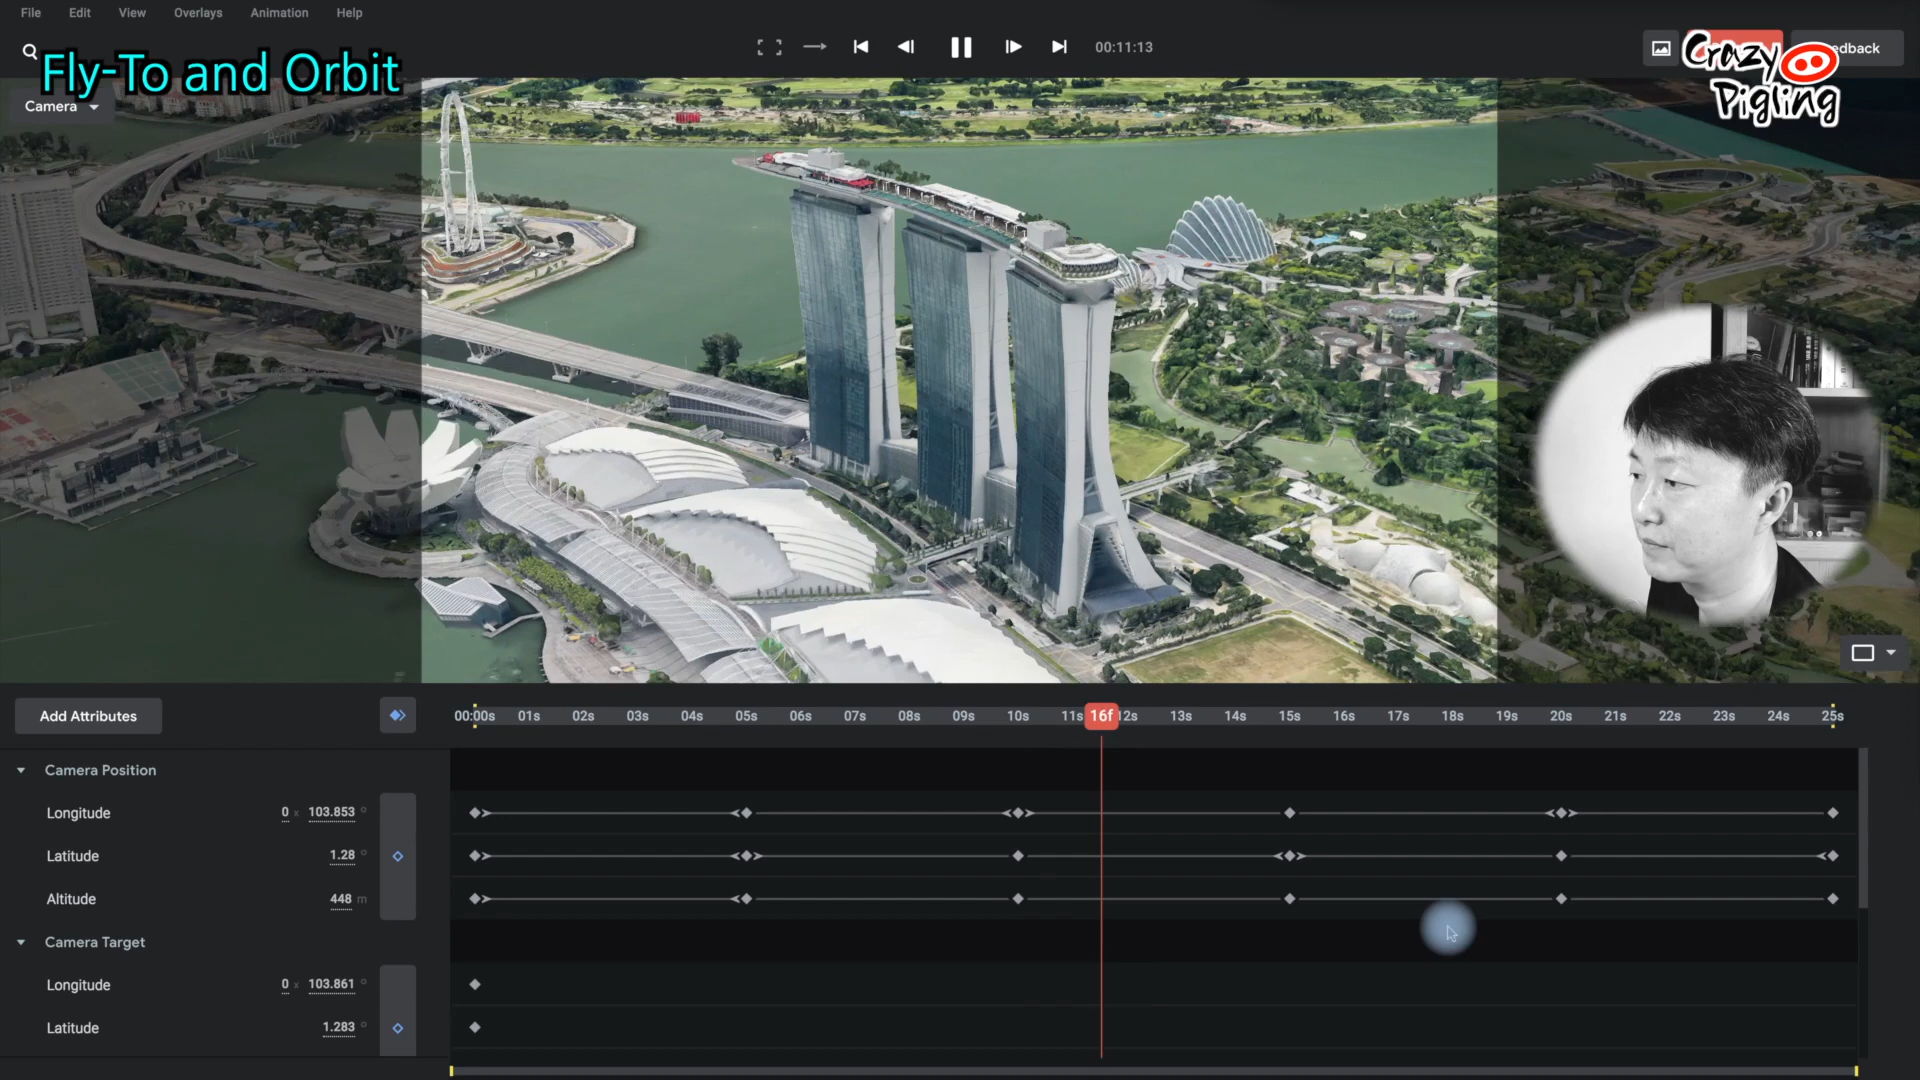 File Edit View Overlays Animation Help
Fly-To and Orbit
00:11:13
edback
Crazy
Pigling
Camera
Add Attributes
00:00s 01s 02s 03s 04s 05s 06s 07s 08s 09s 10s 11s 16f 12s 13s 14s 15s 16s 17s 18s 19s 20s 21s 22s 23s 24s 25s
Camera Position
Longitude 0 x 103.853 °
Latitude 1.28 °
Altitude 448 m
Camera Target
Longitude 0 x 103.861 °
Latitude 1.283 °